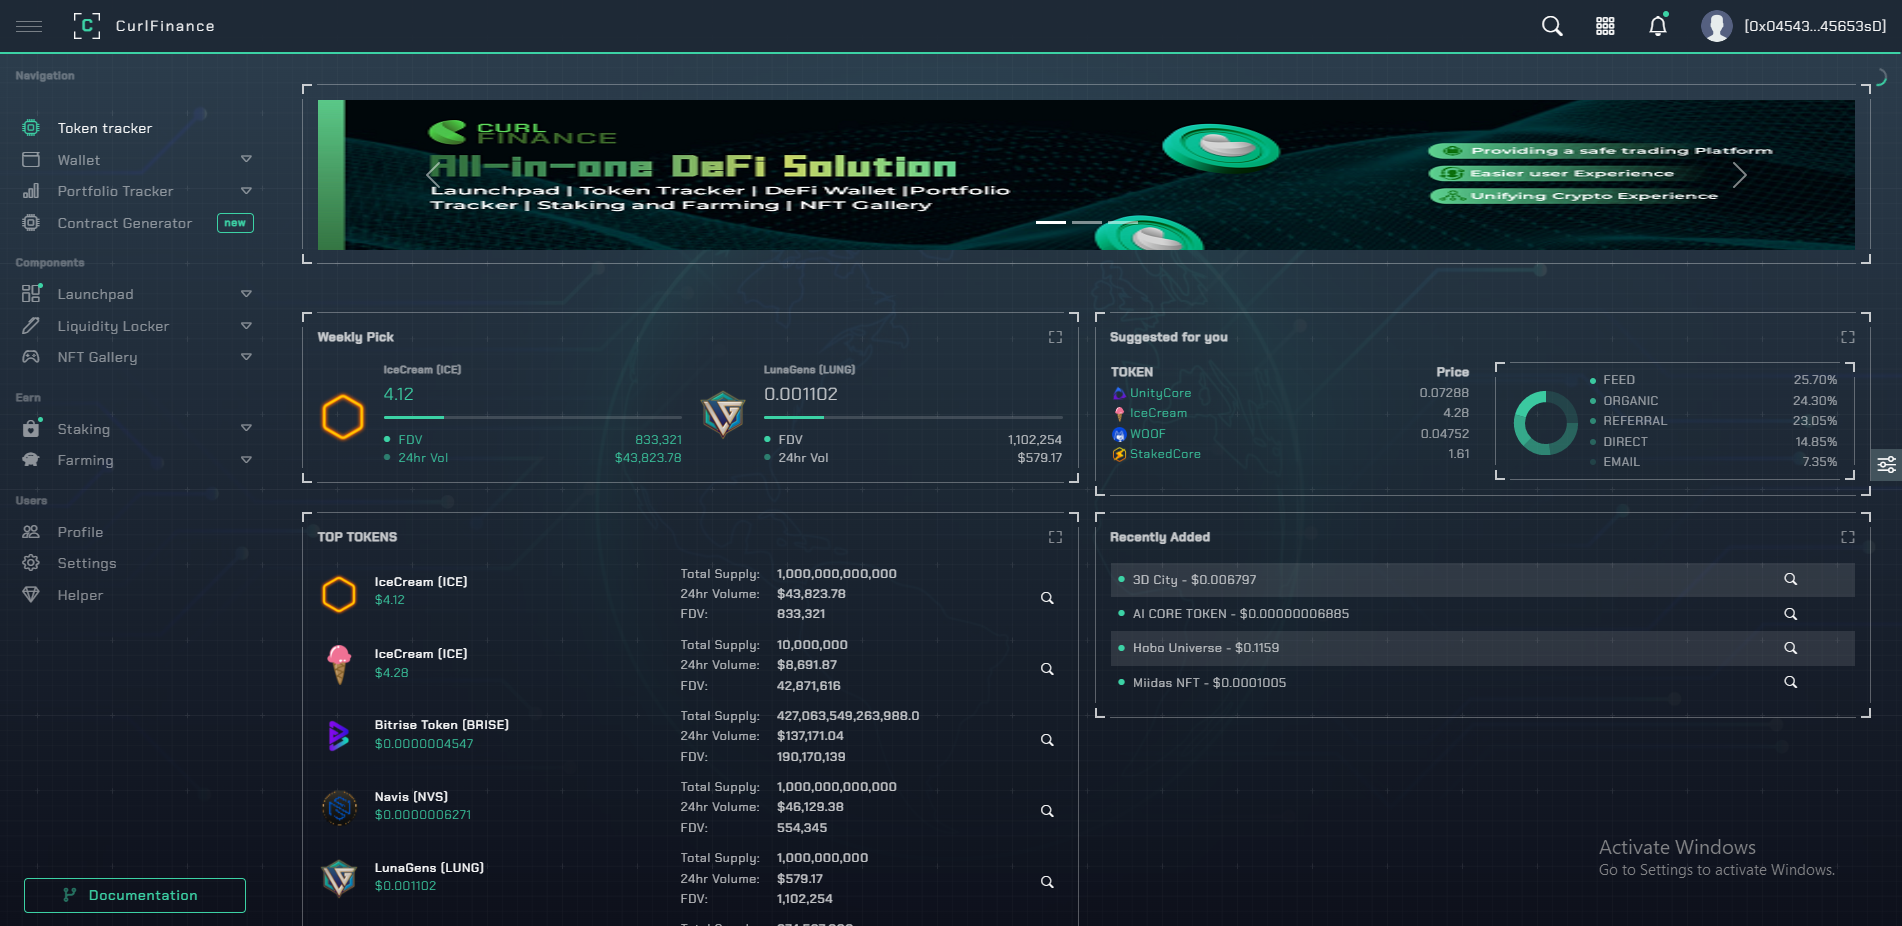 CurlFinance
[0x04543...45653sD]
Navigation
Token tracker
Wallet
Portfolio Tracker
Contract Generator new
Components
Launchpad
Liquidity Locker
NFT Gallery
Earn
Staking
Farming
Users
Profile
Settings
Helper
Documentation
CURL
FINANCE
All-in-one DeFi Solution
Launchpad | Token Tracker | DeFi Wallet |Portfolio
Tracker | Staking and Farming | NFT Gallery
Providing a safe trading Platform
Easier user Experience
Unifying Crypto Experience
Weekly Pick
IceCream (ICE)
4.12
FDV 833,321
24hr Vol $43,823.78
LunaGens (LUNG)
0.001102
FDV 1,102,254
24hr Vol $579.17
Suggested for you
TOKEN Price
UnityCore 0.07288
IceCream 4.28
WOOF 0.04752
StakedCore 1.61
FEED 25.70%
ORGANIC 24.30%
REFERRAL 23.05%
DIRECT 14.85%
EMAIL 7.35%
TOP TOKENS
IceCream (ICE)
$4.12
Total Supply: 1,000,000,000,000
24hr Volume: $43,823.78
FDV: 833,321
IceCream (ICE)
$4.28
Total Supply: 10,000,000
24hr Volume: $8,691.87
FDV: 42,871,616
Bitrise Token (BRISE)
$0.0000004547
Total Supply: 427,063,549,263,988.0
24hr Volume: $137,171.04
FDV: 190,170,139
Navis (NVS)
$0.0000006271
Total Supply: 1,000,000,000,000
24hr Volume: $46,129.38
FDV: 554,345
LunaGens (LUNG)
$0.001102
Total Supply: 1,000,000,000
24hr Volume: $579.17
FDV: 1,102,254
Recently Added
3D City - $0.006797
AI CORE TOKEN - $0.00000006885
Hobo Universe - $0.1159
Miidas NFT - $0.0001005
Activate Windows
Go to Settings to activate Windows.